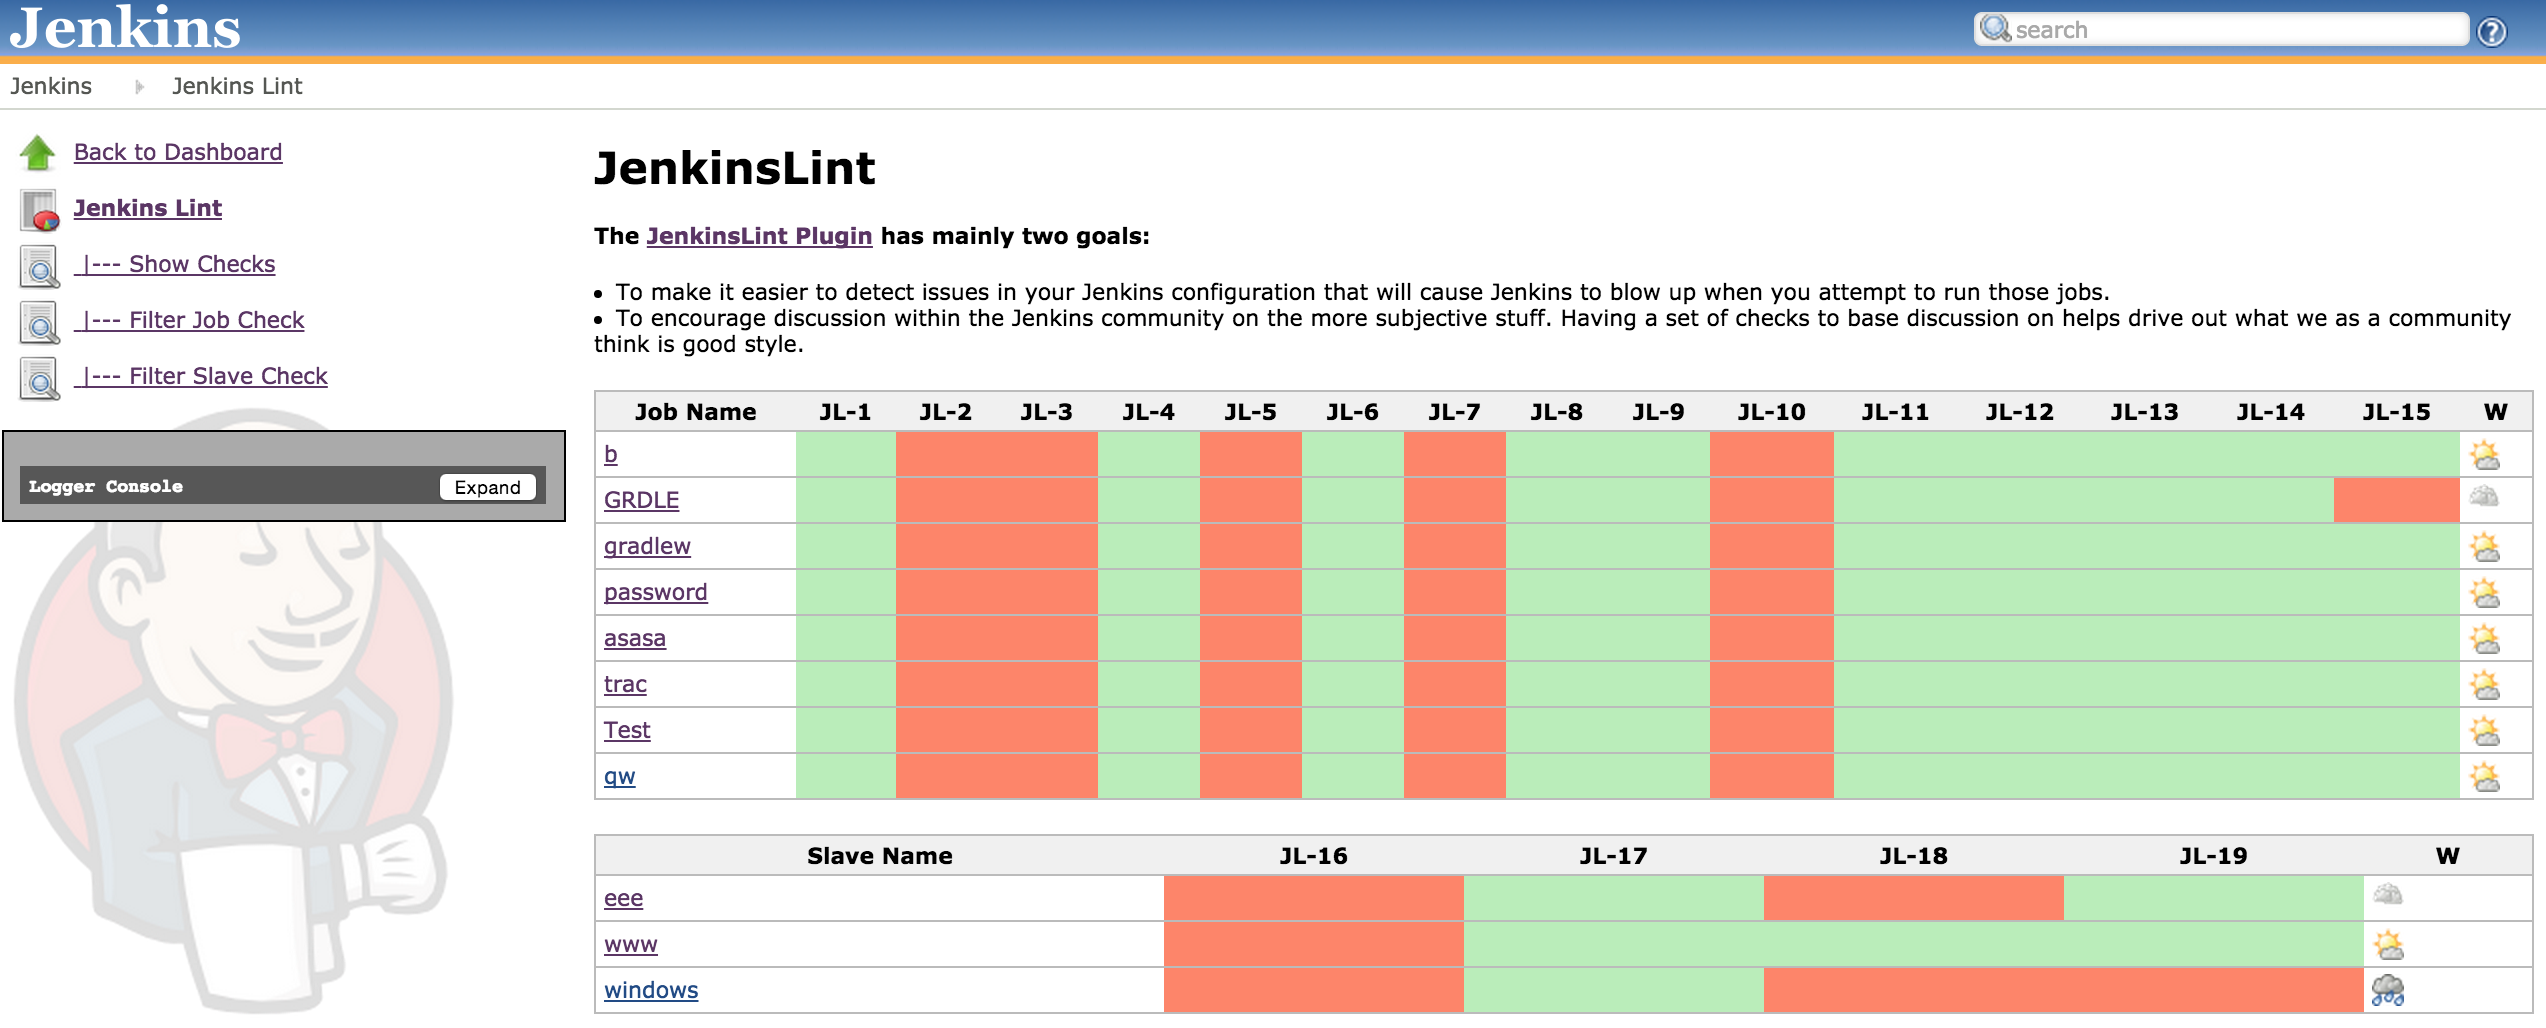 Jenkins
search
Jenkins Jenkins Lint
Back to Dashboard
Jenkins Lint
|--- Show Checks
|--- Filter Job Check
|--- Filter Slave Check
Logger Console Expand
JenkinsLint
The JenkinsLint Plugin has mainly two goals:
• To make it easier to detect issues in your Jenkins configuration that will cause Jenkins to blow up when you attempt to run those jobs.
• To encourage discussion within the Jenkins community on the more subjective stuff. Having a set of checks to base discussion on helps drive out what we as a community
think is good style.
Job Name JL-1 JL-2 JL-3 JL-4 JL-5 JL-6 JL-7 JL-8 JL-9 JL-10 JL-11 JL-12 JL-13 JL-14 JL-15 W
b
GRDLE
gradlew
password
asasa
trac
Test
qw
Slave Name JL-16 JL-17 JL-18 JL-19 W
eee
www
windows